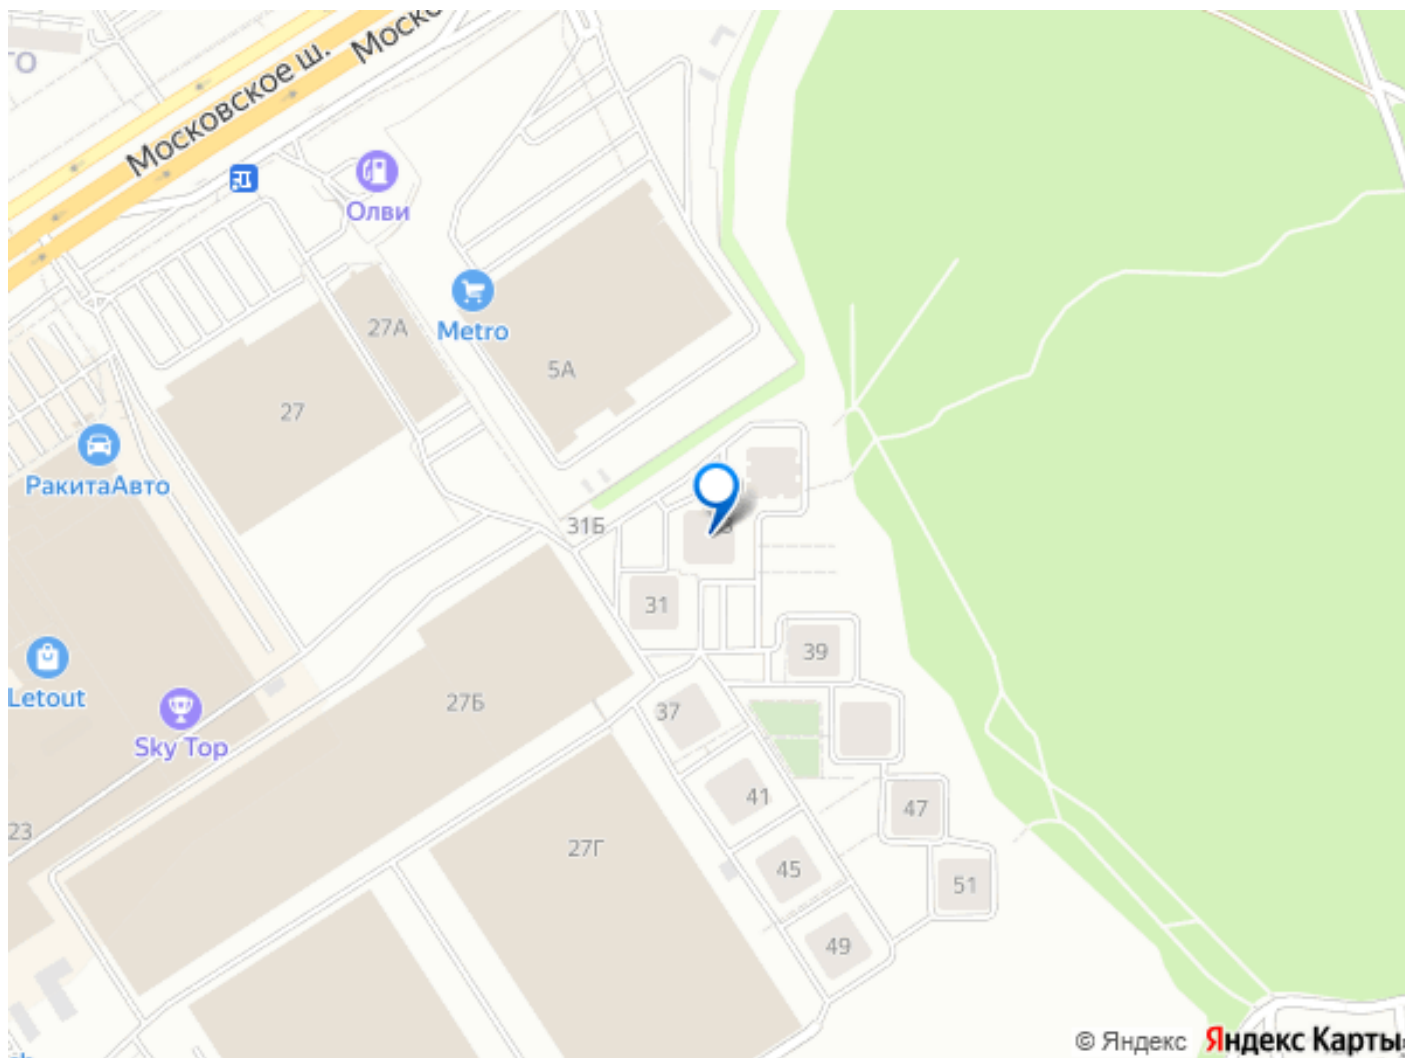 Московское ш.
Моско
ТО
Олви
Metro
27А
5А
27
РакитаАвто
31Б
31
39
Letout
27Б
37
Sky Top
41
47
23
27Г
45
51
49
© Яндекс
Яндекс Карты